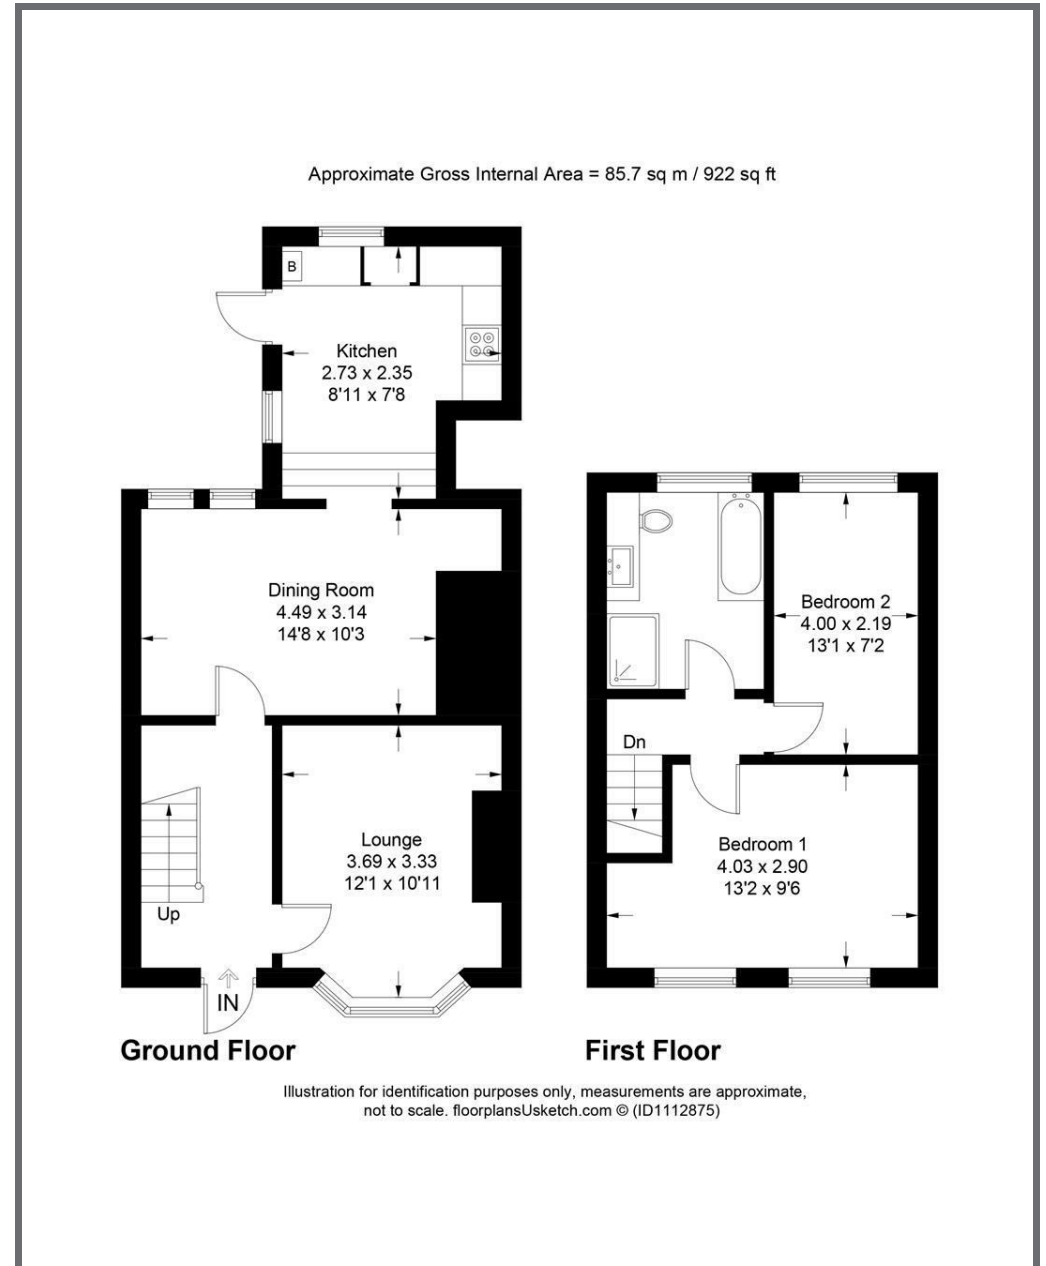 Approximate Gross Internal Area = 85.7 sq m / 922 sq ft
B
Kitchen
2.73 x 2.35
8'11 x 7'8
Dining Room
4.49 x 3.14
14'8 x 10'3
Up
Lounge
3.69 x 3.33
12'1 x 10'11
IN
Ground Floor
Bedroom 2
4.00 x 2.19
13'1 x 7'2
Dn
Bedroom 1
4.03 x 2.90
13'2 x 9'6
First Floor
Illustration for identification purposes only, measurements are approximate,
not to scale. floorplansUsketch.com © (ID1112875)